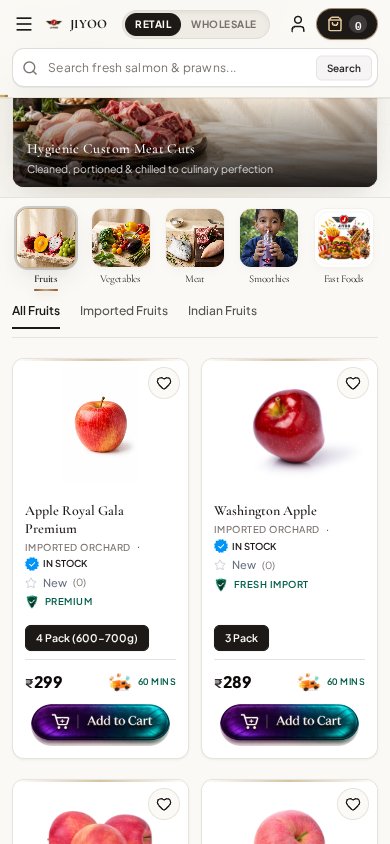 JIYOO
RETAIL WHOLESALE
0
Search fresh salmon & prawns...
Search
Hygienic Custom Meat Cuts
Cleaned, portioned & chilled to culinary perfection
Fruits Vegetables Meat Smoothies Fast Foods
All Fruits Imported Fruits Indian Fruits
Apple Royal Gala
Premium
IMPORTED ORCHARD ·
IN STOCK
New (0)
PREMIUM
4 Pack (600–700g)
₹299
60 MINS
Add to Cart
Washington Apple
IMPORTED ORCHARD ·
IN STOCK
New (0)
FRESH IMPORT
3 Pack
₹289
60 MINS
Add to Cart